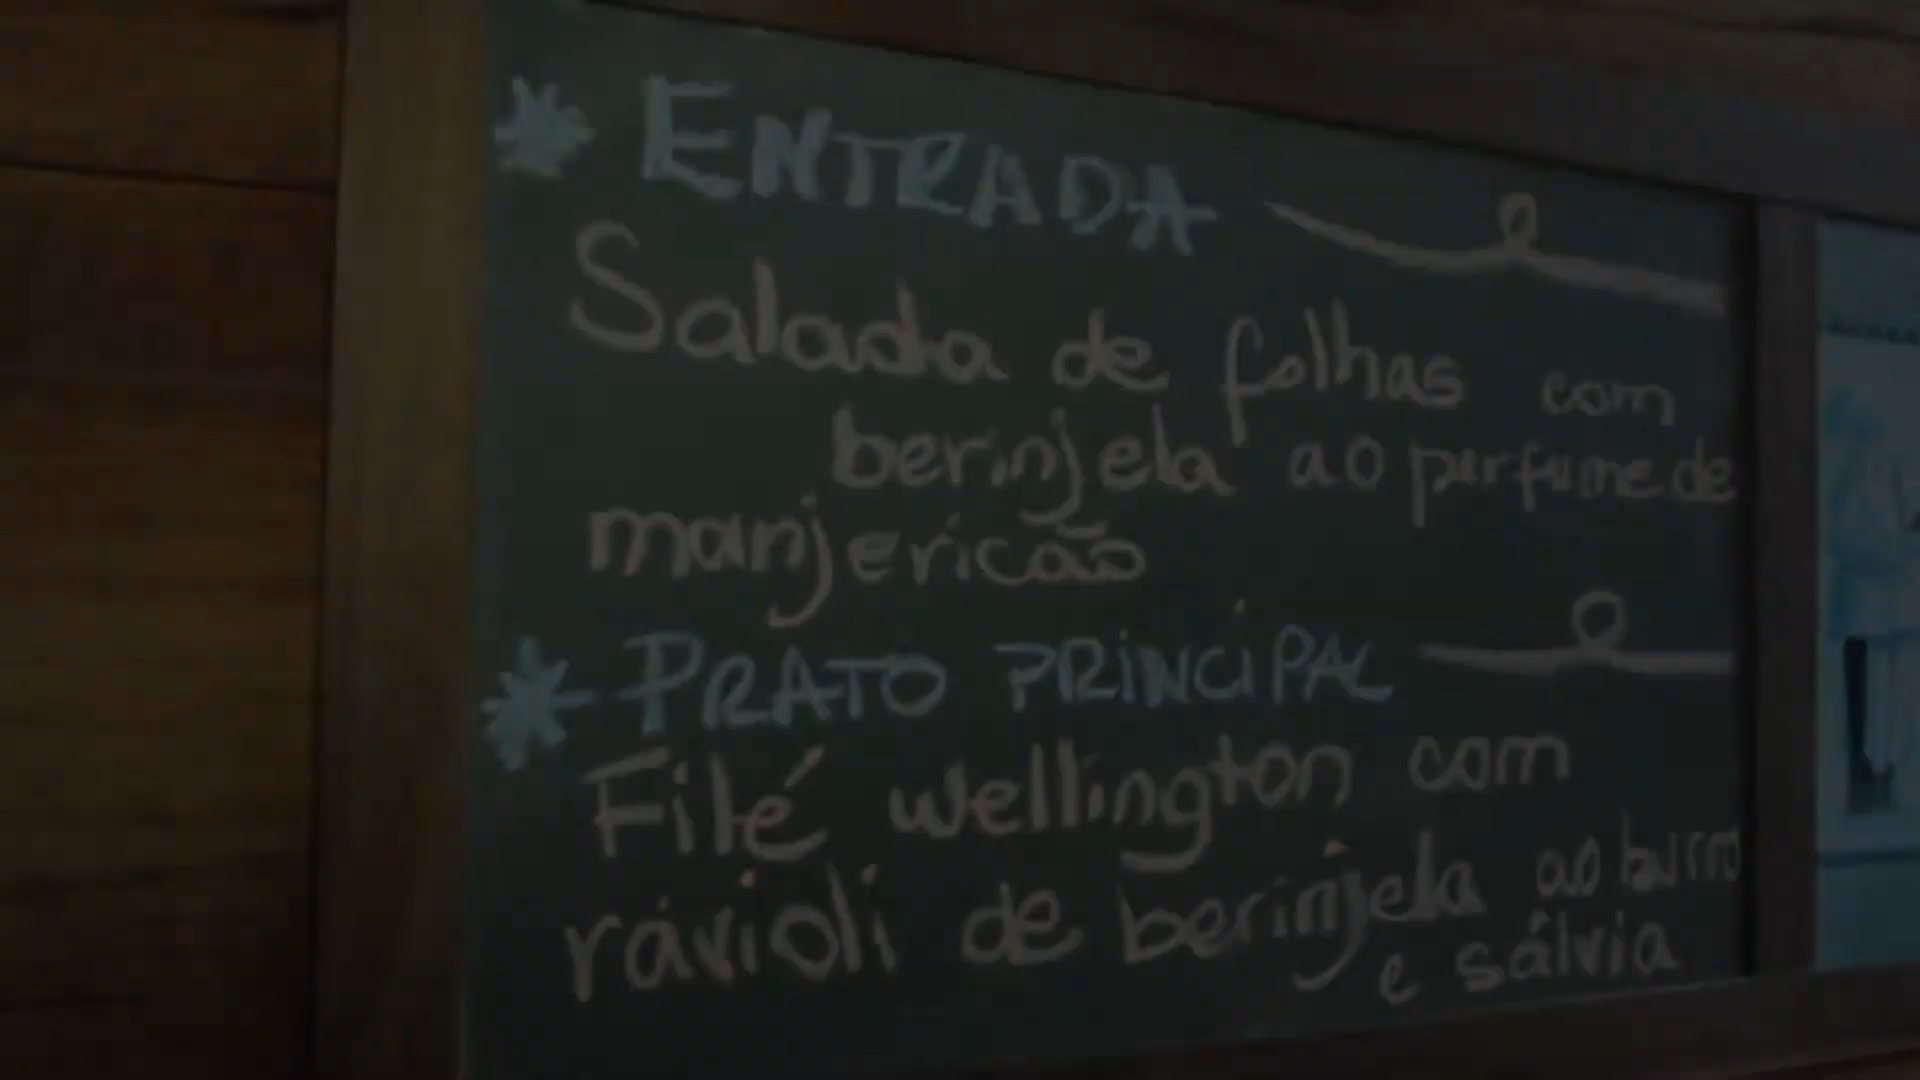 * ENTRADA
Salada de folhas com
berinjela ao perfume de
manjericão
* PRATO PRINCIPAL
Filé wellington com
rávioli de berinjela ao burro
e sálvia